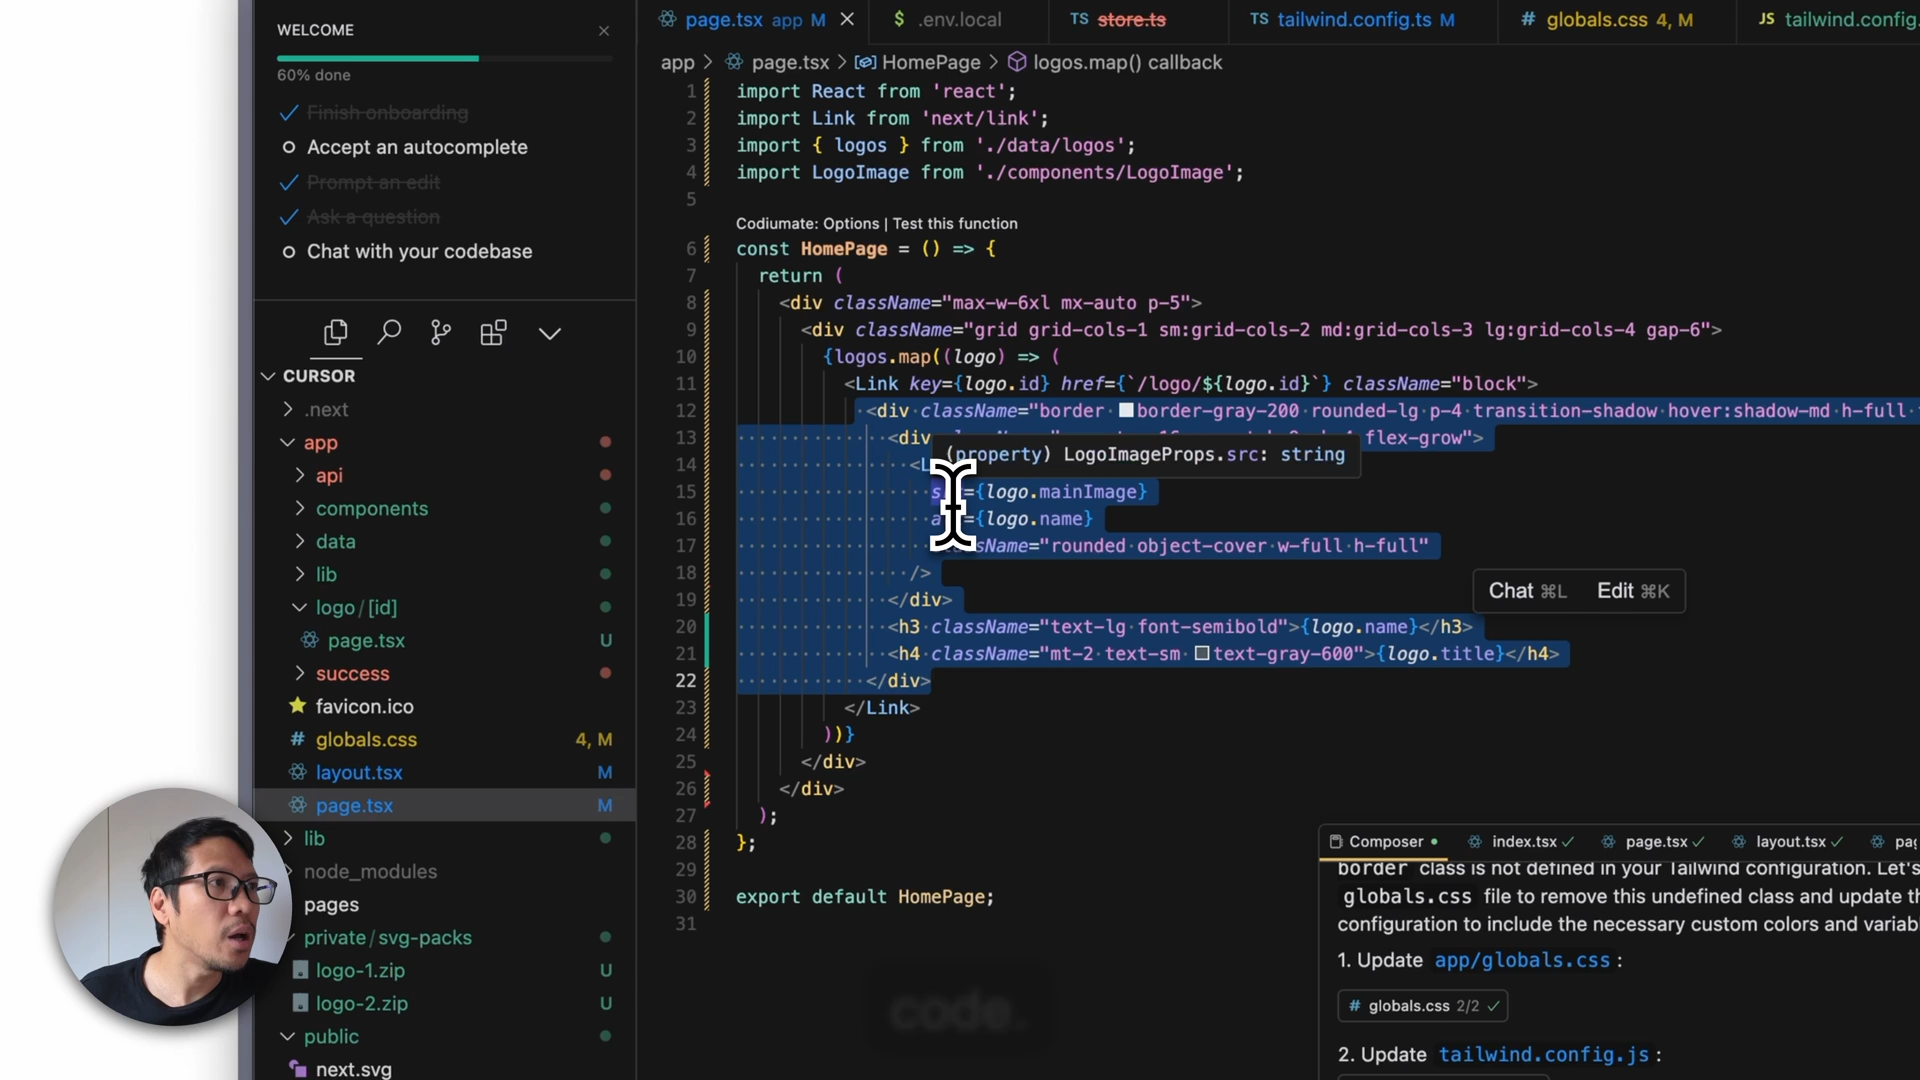 WELCOME
60% done
Finish onboarding
Accept an autocomplete
Prompt an edit
Ask a question
Chat with your codebase
CURSOR
.next
app
api
components
data
lib
logo/[id]
page.tsx U
success
favicon.ico
globals.css 4, M
layout.tsx M
page.tsx M
lib
node_modules
pages
private/svg-packs
logo-1.zip U
logo-2.zip U
public
next.svg
page.tsx app M
$ .env.local
TS store.ts
TS tailwind.config.ts M
# globals.css 4, M
JS tailwind.config.
app > page.tsx > HomePage > logos.map() callback
1 import React from 'react';
2 import Link from 'next/link';
3 import { logos } from './data/logos';
4 import LogoImage from './components/LogoImage';
5
Codiumate: Options | Test this function
6 const HomePage = () => {
7 return (
8 <div className="max-w-6xl mx-auto p-5">
9 <div className="grid grid-cols-1 sm:grid-cols-2 md:grid-cols-3 lg:grid-cols-4 gap-6">
10 {logos.map((logo) => (
11 <Link key={logo.id} href={`/logo/${logo.id}`} className="block">
12 <div className="border border-gray-200 rounded-lg p-4 transition-shadow hover:shadow-md h-full
13 <div flex-grow">
(property) LogoImageProps.src: string
14 <L
15 s ={logo.mainImage}
16 a ={logo.name}
17 Name="rounded object-cover w-full h-full"
18 />
19 </div>
20 <h3 className="text-lg font-semibold">{logo.name}</h3>
21 <h4 className="mt-2 text-sm text-gray-600">{logo.title}</h4>
22 </div>
23 </Link>
24 ))}
25 </div>
26 </div>
27 );
28 };
29
30 export default HomePage;
31
Chat ⌘L Edit ⌘K
Composer index.tsx page.tsx layout.tsx pag
border class is not defined in your Tailwind configuration. Let's
globals.css file to remove this undefined class and update th
configuration to include the necessary custom colors and variab
1. Update app/globals.css :
# globals.css 2/2
2. Update tailwind.config.js :
code.